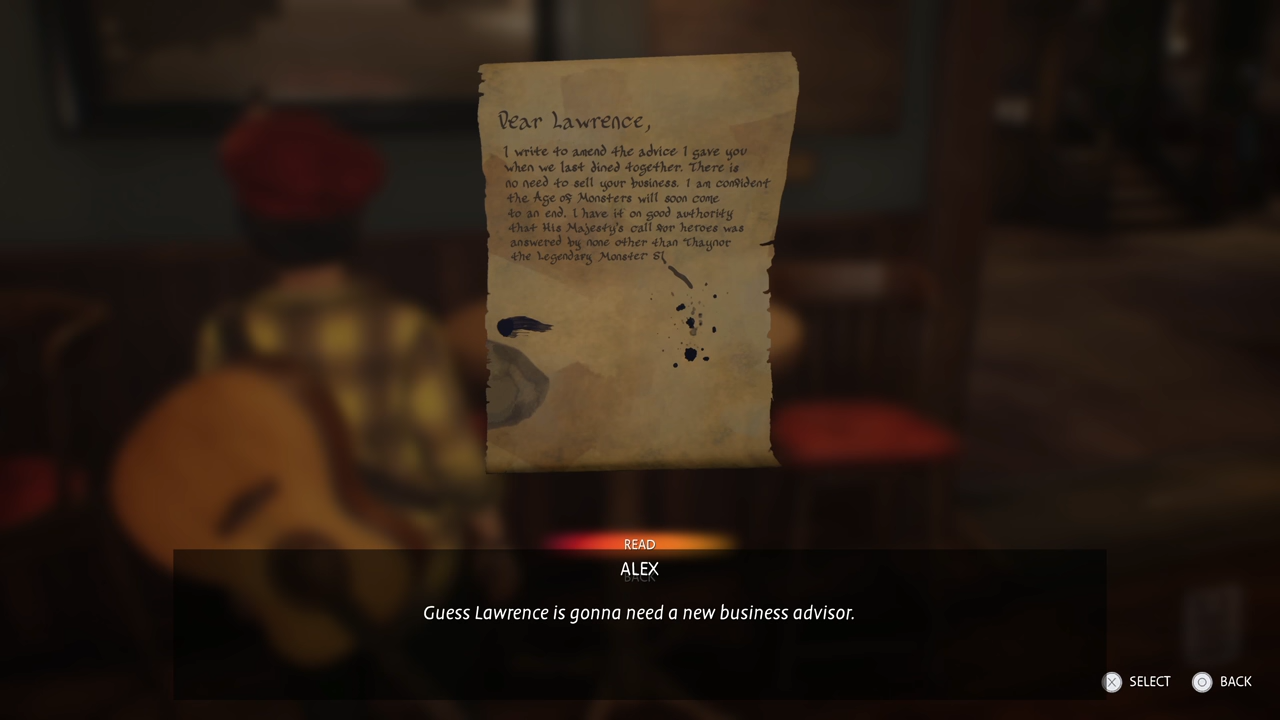 Dear Lawrence,
I write to amend the advice I gave you
when we last dined together. There is
no need to sell your business. I am confident
the Age of Monsters will soon come
to an end. I have it on good authority
that His Majesty's call for heroes was
answered by none other than Thaynor
the Legendary Monster Sl
READ
ALEX
BACK
Guess Lawrence is gonna need a new business advisor.
SELECT
BACK